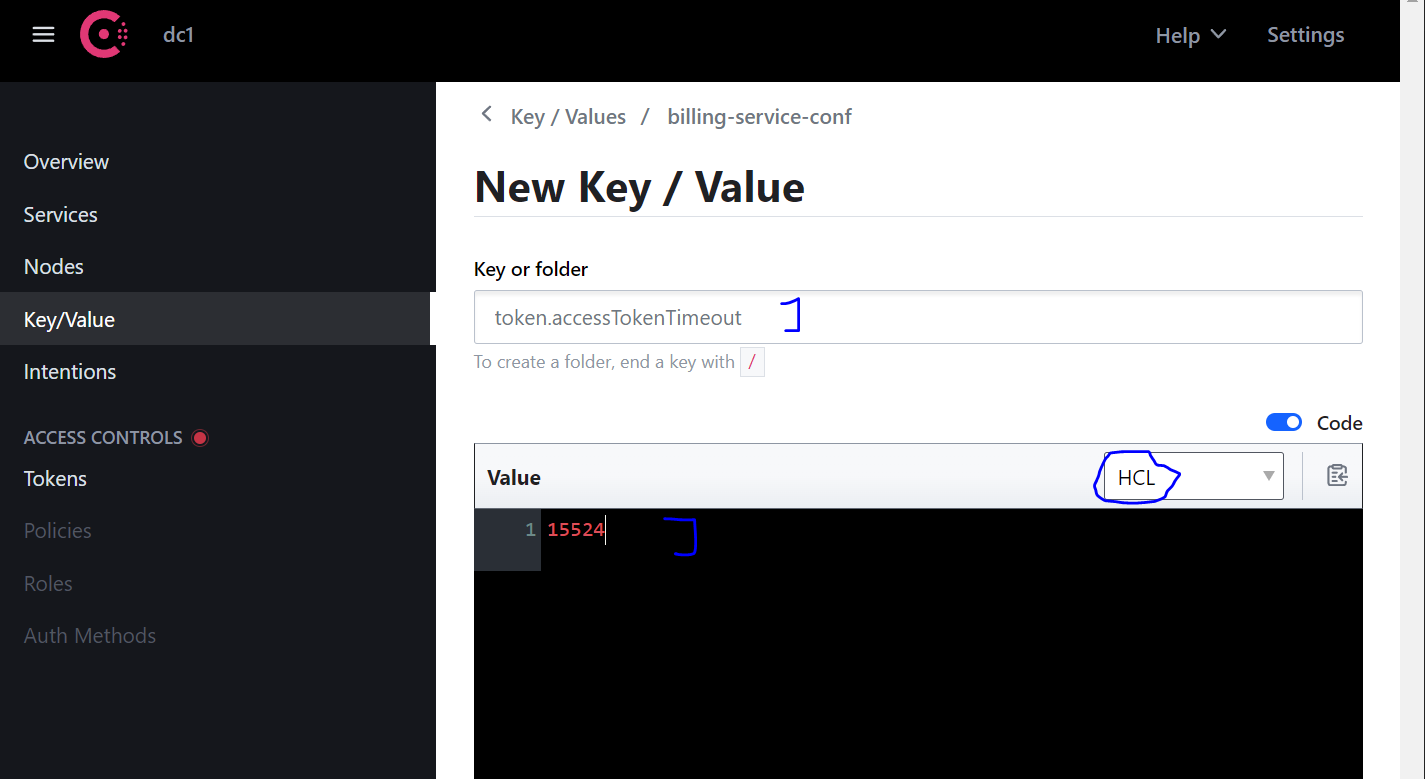 dc1
Help
Settings
Overview
Services
Nodes
Key/Value
Intentions
ACCESS CONTROLS
Tokens
Policies
Roles
Auth Methods
Key / Values / billing-service-conf
New Key / Value
Key or folder
token.accessTokenTimeout
To create a folder, end a key with /
Code
Value
HCL
1 15524